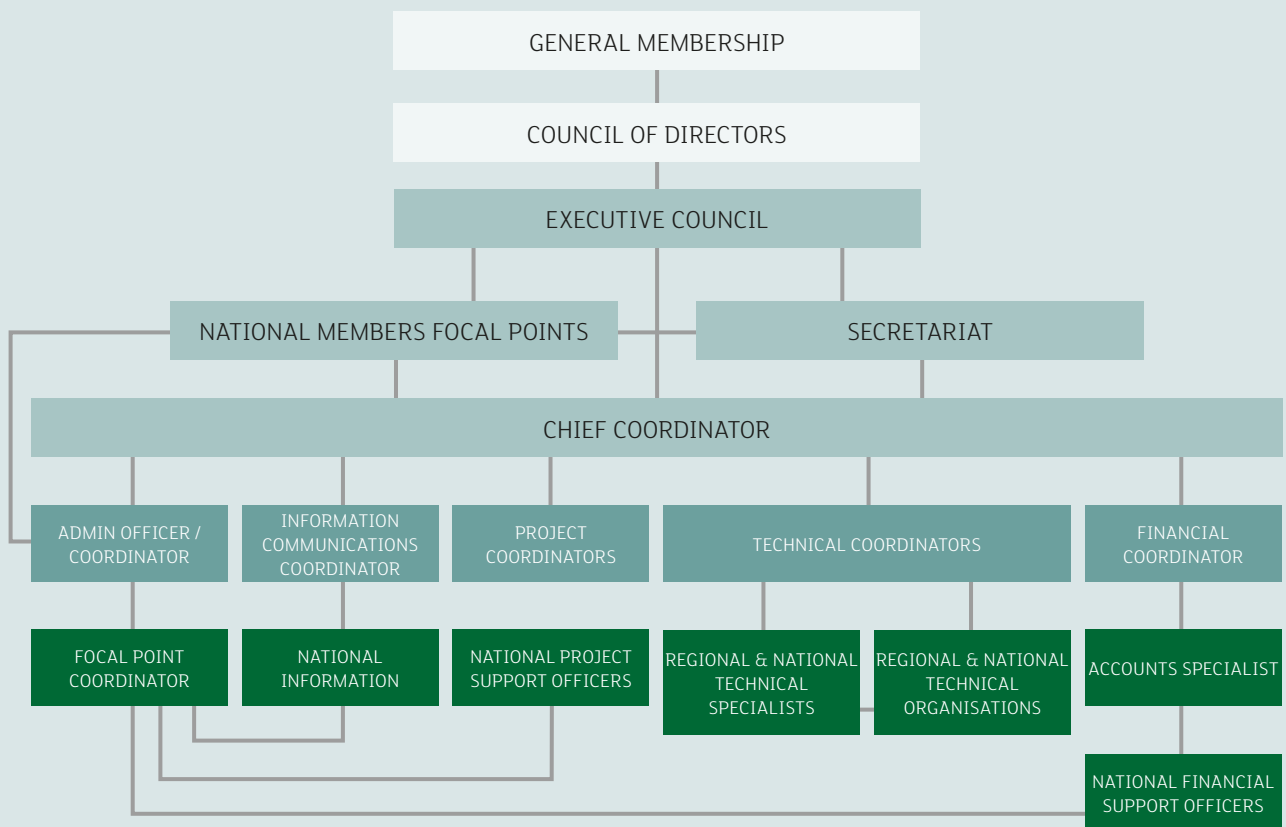 GENERAL MEMBERSHIP
COUNCIL OF DIRECTORS
EXECUTIVE COUNCIL
NATIONAL MEMBERS FOCAL POINTS
SECRETARIAT
CHIEF COORDINATOR
ADMIN OFFICER /
COORDINATOR
INFORMATION
COMMUNICATIONS
COORDINATOR
PROJECT
COORDINATORS
TECHNICAL COORDINATORS
FINANCIAL
COORDINATOR
FOCAL POINT
COORDINATOR
NATIONAL
INFORMATION
NATIONAL PROJECT
SUPPORT OFFICERS
REGIONAL & NATIONAL
TECHNICAL
SPECIALISTS
REGIONAL & NATIONAL
TECHNICAL
ORGANISATIONS
ACCOUNTS SPECIALIST
NATIONAL FINANCIAL
SUPPORT OFFICERS